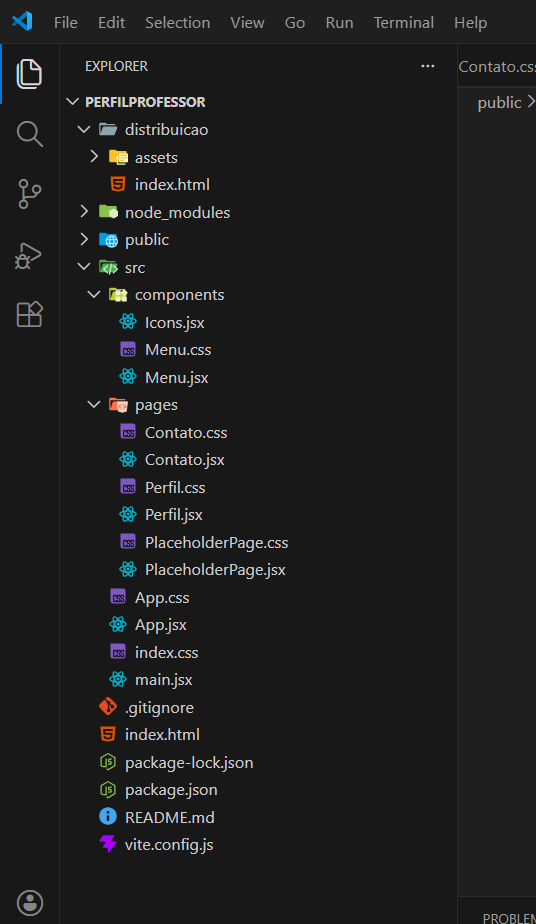 File Edit Selection View Go Run Terminal Help
EXPLORER
Contato.css
PERFILPROFESSOR
public
distribuicao
assets
index.html
node_modules
public
src
components
Icons.jsx
Menu.css
Menu.jsx
pages
Contato.css
Contato.jsx
Perfil.css
Perfil.jsx
PlaceholderPage.css
PlaceholderPage.jsx
App.css
App.jsx
index.css
main.jsx
.gitignore
index.html
package-lock.json
package.json
README.md
vite.config.js
PROBLEM